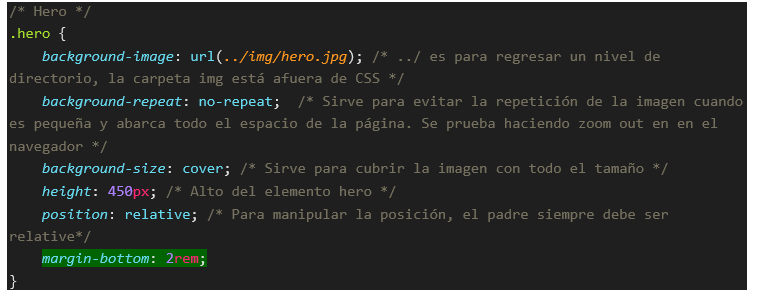 /* Hero */
.hero {
    background-image: url(../img/hero.jpg); /* ../ es para regresar un nivel de
directorio, la carpeta img está afuera de CSS */
    background-repeat: no-repeat;  /* Sirve para evitar la repetición de la imagen cuando
es pequeña y abarca todo el espacio de la página. Se prueba haciendo zoom out en en el
navegador */
    background-size: cover; /* Sirve para cubrir la imagen con todo el tamaño */
    height: 450px; /* Alto del elemento hero */
    position: relative; /* Para manipular la posición, el padre siempre debe ser
relative*/
    margin-bottom: 2rem;
}